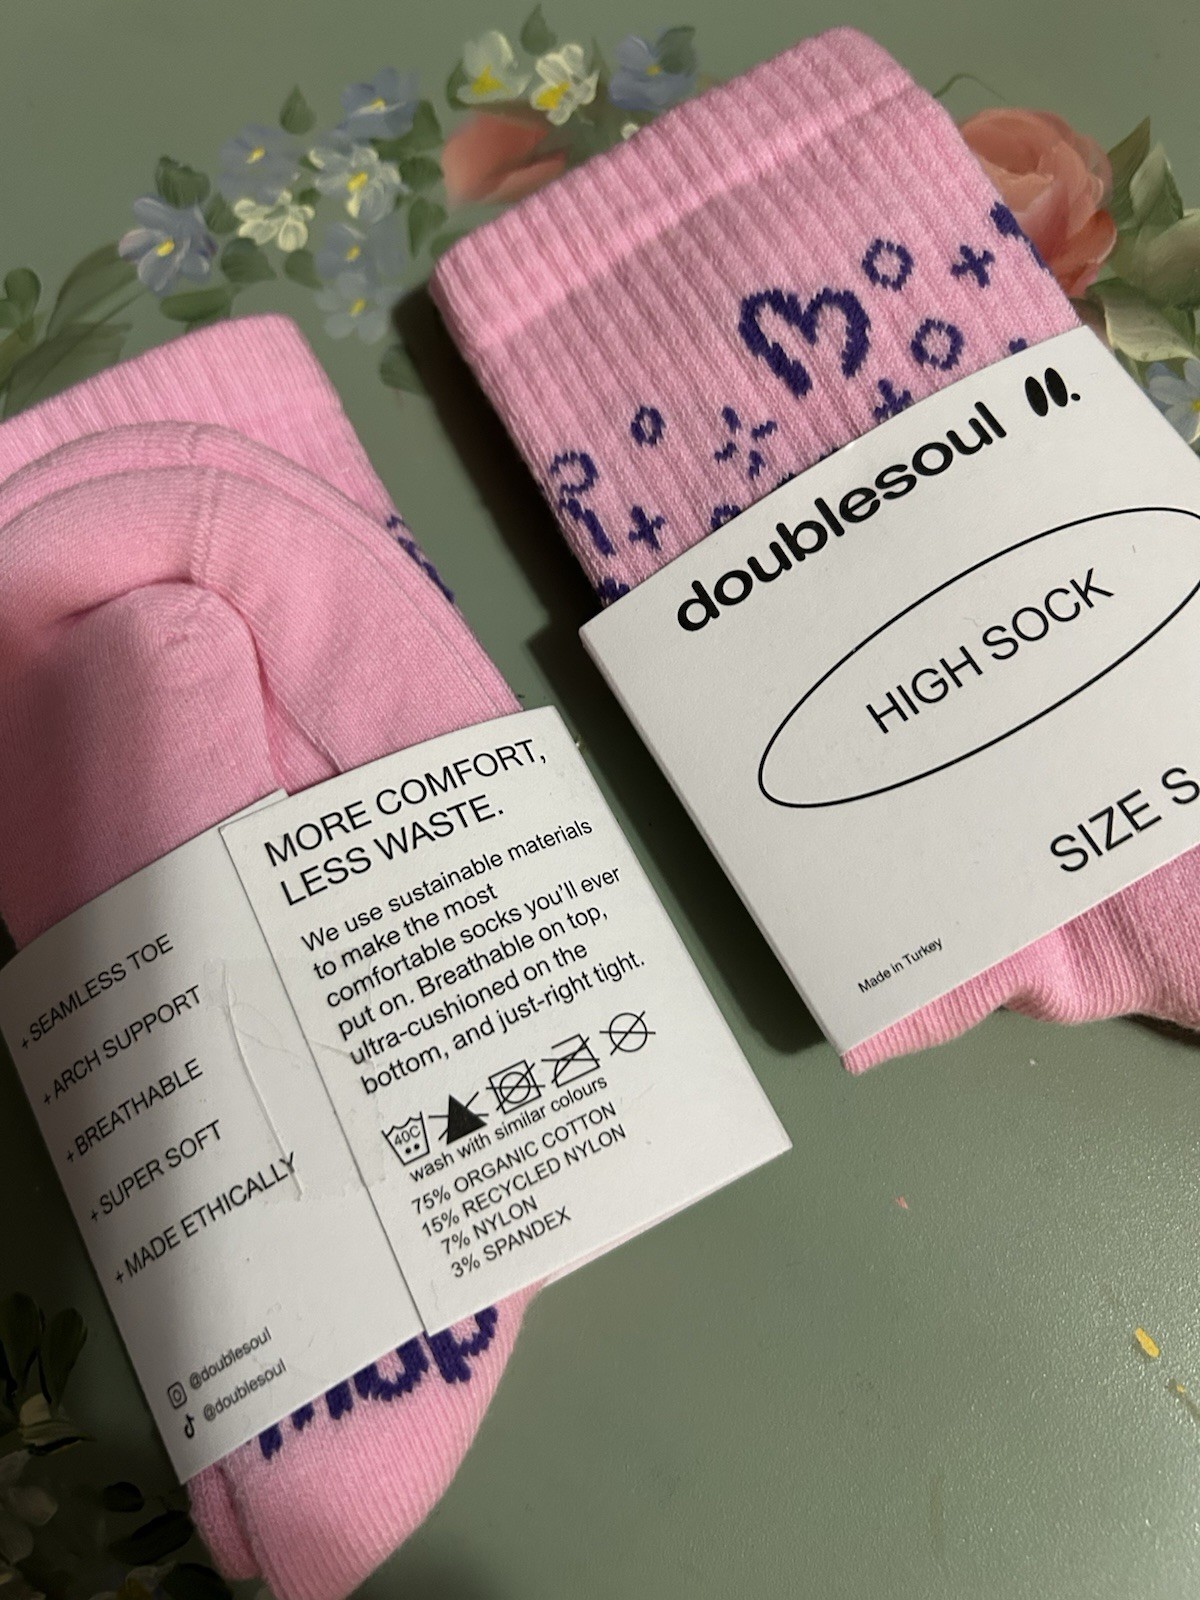 doublesoul
HIGH SOCK
SIZE S
Made in Turkey
+ SEAMLESS TOE
+ ARCH SUPPORT
+ BREATHABLE
+ SUPER SOFT
+ MADE ETHICALLY
@doublesoul
@doublesoul
MORE COMFORT,
LESS WASTE.
We use sustainable materials
to make the most
comfortable socks you'll ever
put on. Breathable on top,
ultra-cushioned on the
bottom, and just-right tight.
40C
wash with similar colours
75% ORGANIC COTTON
15% RECYCLED NYLON
7% NYLON
3% SPANDEX